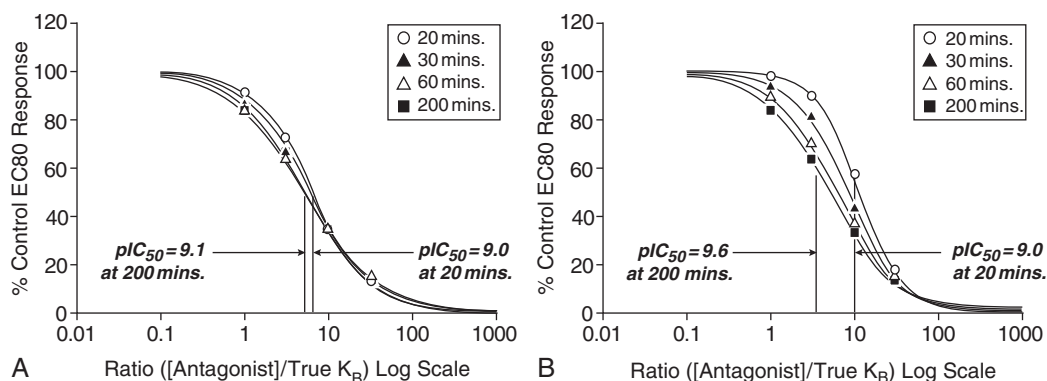 120
100
80
60
40
20
0
% Control EC80 Response
20 mins.
30 mins.
60 mins.
200 mins.
pIC50 = 9.1
at 200 mins.
pIC50 = 9.0
at 20 mins.
0.01 0.1 1 10 100 1000
A Ratio ([Antagonist]/True KB) Log Scale
120
100
80
60
40
20
0
% Control EC80 Response
20 mins.
30 mins.
60 mins.
200 mins.
pIC50 = 9.6
at 200 mins.
pIC50 = 9.0
at 20 mins.
0.01 0.1 1 10 100 1000
B Ratio ([Antagonist]/True KB) Log Scale